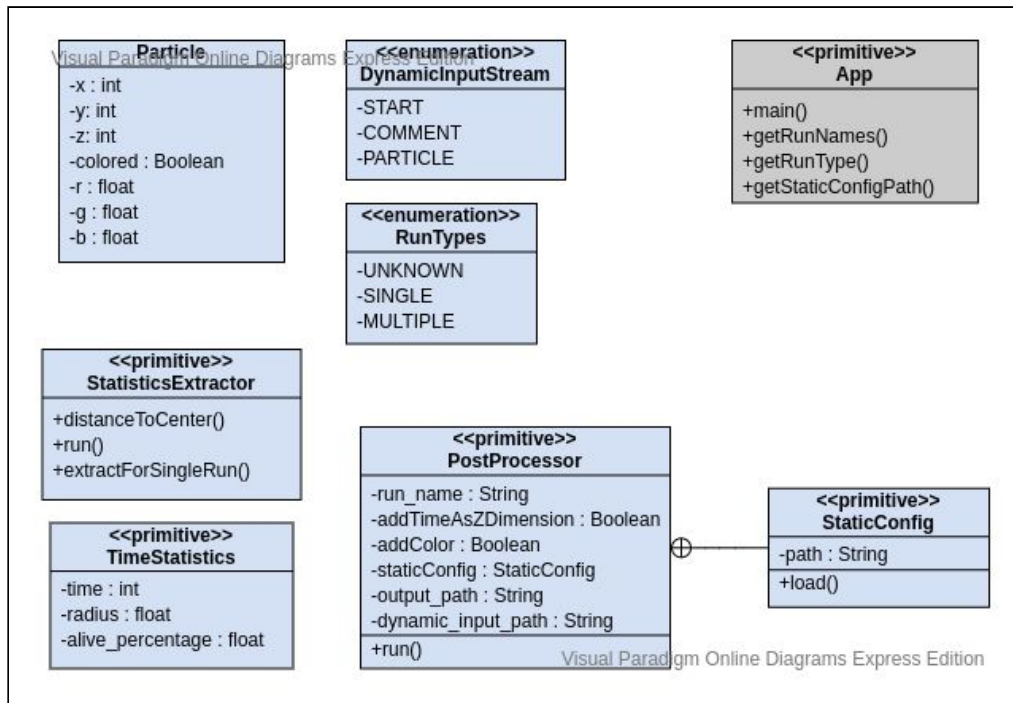 Visual Paradigm Online Diagrams Express Edition
Particle
-x : int
-y: int
-z: int
-colored : Boolean
-r : float
-g : float
-b : float
<<enumeration>>
DynamicInputStream
-START
-COMMENT
-PARTICLE
<<primitive>>
App
+main()
+getRunNames()
+getRunType()
+getStaticConfigPath()
<<enumeration>>
RunTypes
-UNKNOWN
-SINGLE
-MULTIPLE
<<primitive>>
StatisticsExtractor
+distanceToCenter()
+run()
+extractForSingleRun()
<<primitive>>
PostProcessor
-run_name : String
-addTimeAsZDimension : Boolean
-addColor : Boolean
-staticConfig : StaticConfig
-output_path : String
-dynamic_input_path : String
+run()
<<primitive>>
StaticConfig
-path : String
+load()
<<primitive>>
TimeStatistics
-time : int
-radius : float
-alive_percentage : float
Visual Paradigm Online Diagrams Express Edition